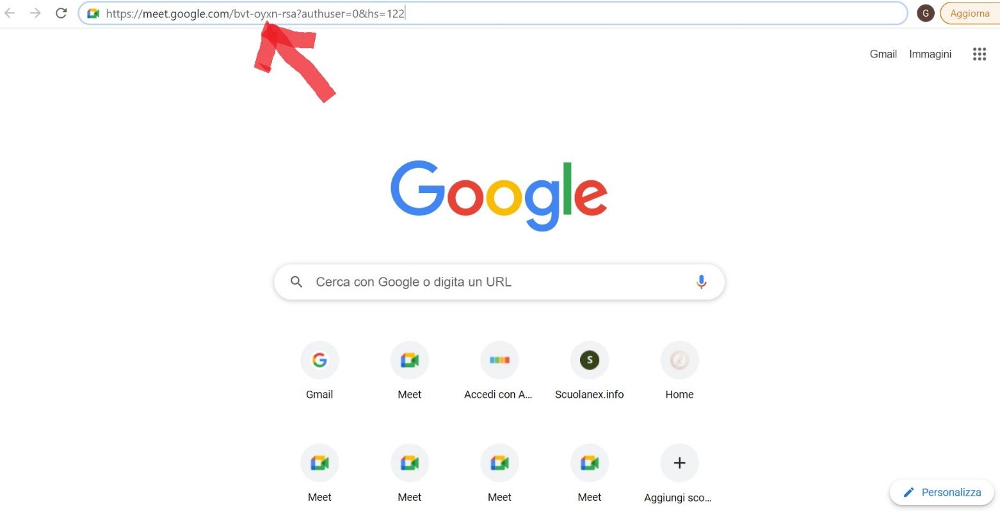 https://meet.google.com/bvt-oyxn-rsa?authuser=0&hs=122
G
Aggiorna
Gmail Immagini
Google
Cerca con Google o digita un URL
S
Gmail Meet Accedi con A... Scuolanex.info Home
Meet Meet Meet Meet Aggiungi sco...
Personalizza